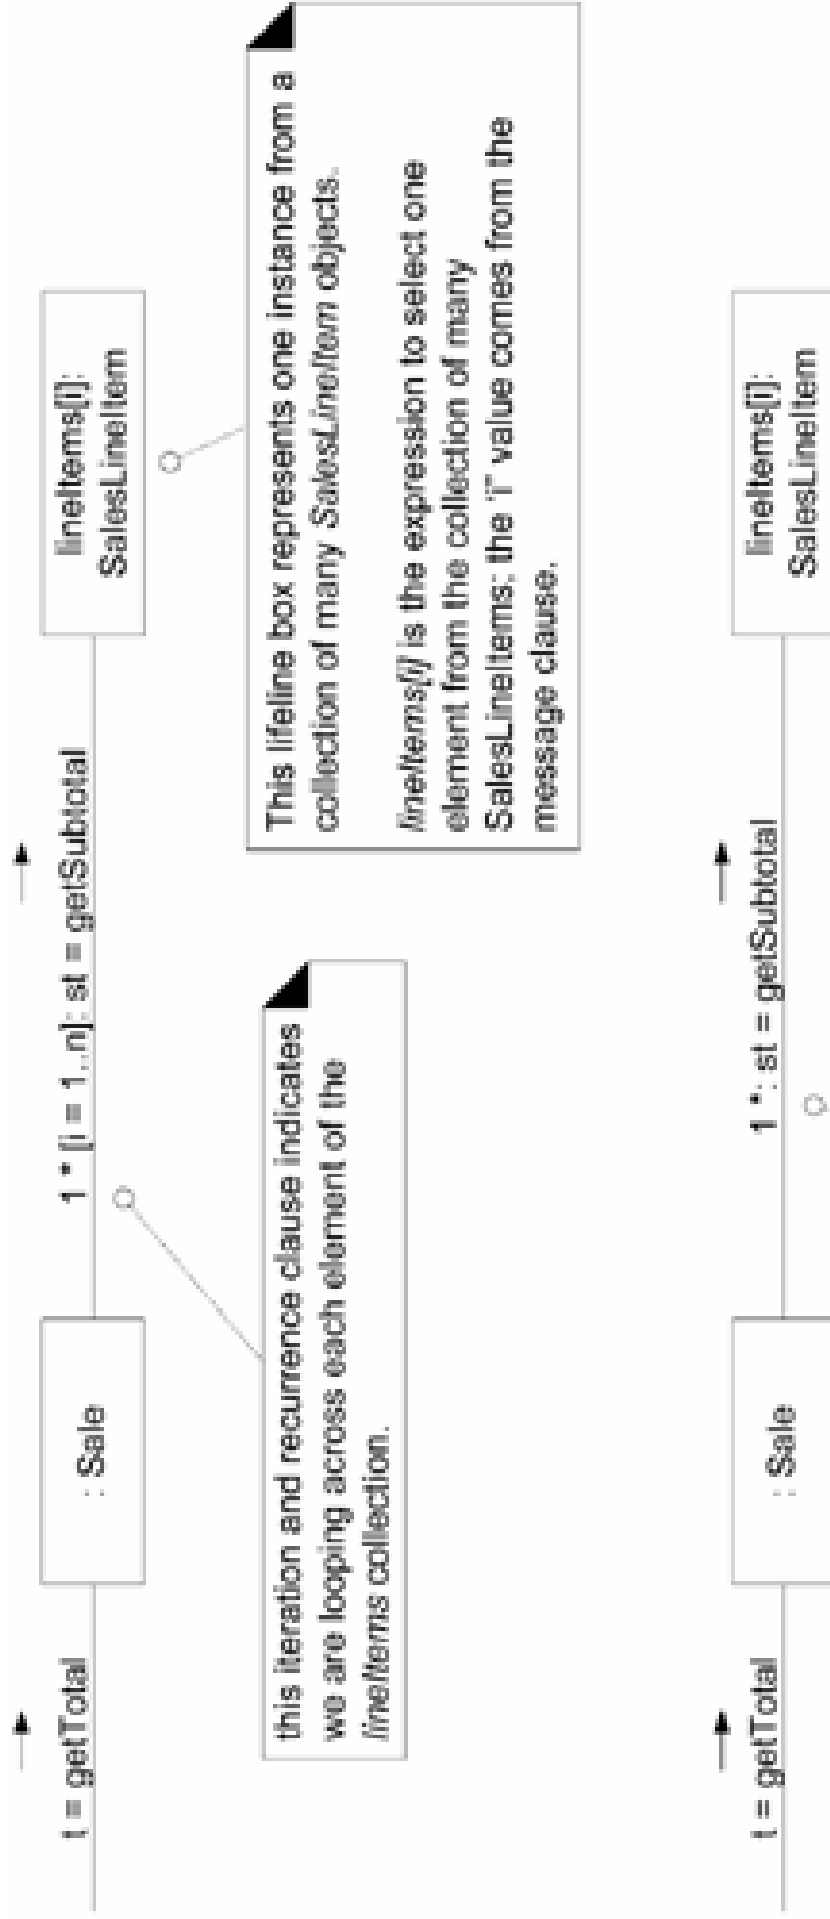 t = getTotal
: Sale
1 * [i = 1..n]: st = getSubtotal
lineItems[i]:
SalesLineItem
this iteration and recurrence clause indicates
we are looping across each element of the
lineItems collection.
This lifeline box represents one instance from a
collection of many SalesLineItem objects.
lineItems[i] is the expression to select one
element from the collection of many
SalesLineItems; the 'i" value comes from the
message clause.
t = getTotal
: Sale
1 *: st = getSubtotal
lineItems[i]:
SalesLineItem